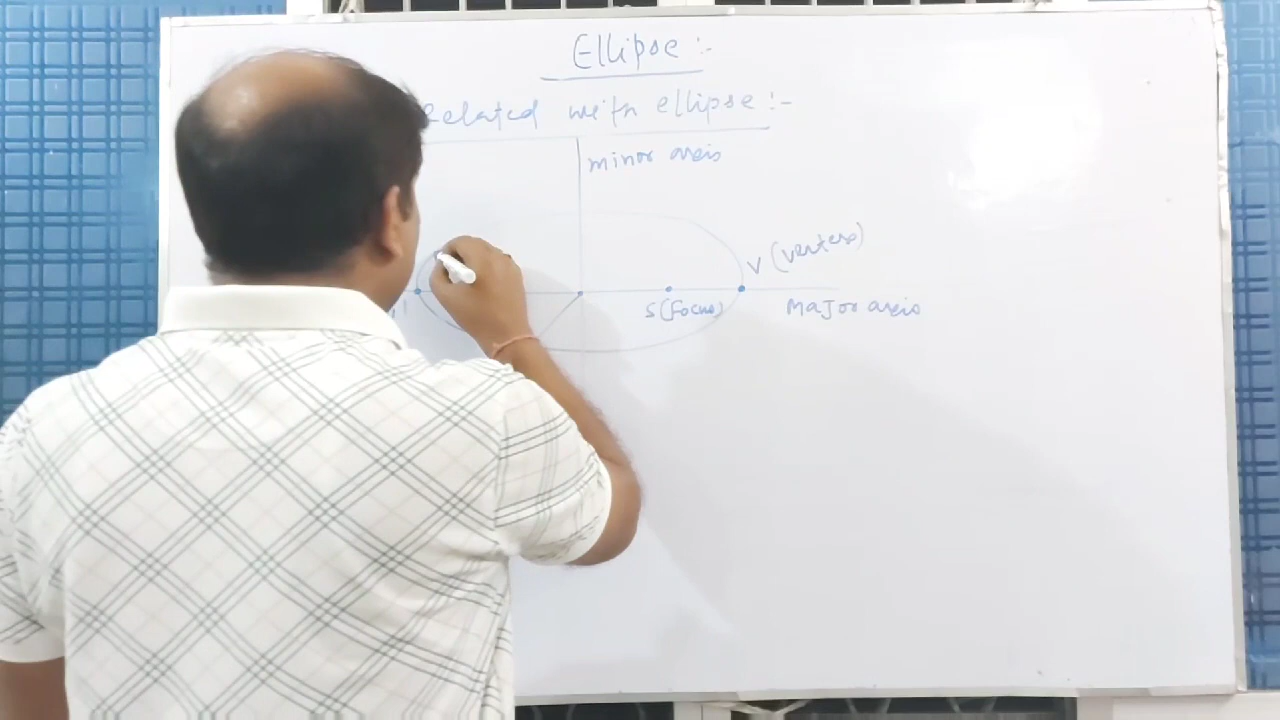 Ellipse :-
Related with ellipse :-
minor axis
V (vertex)
S (Focus)
Major axis